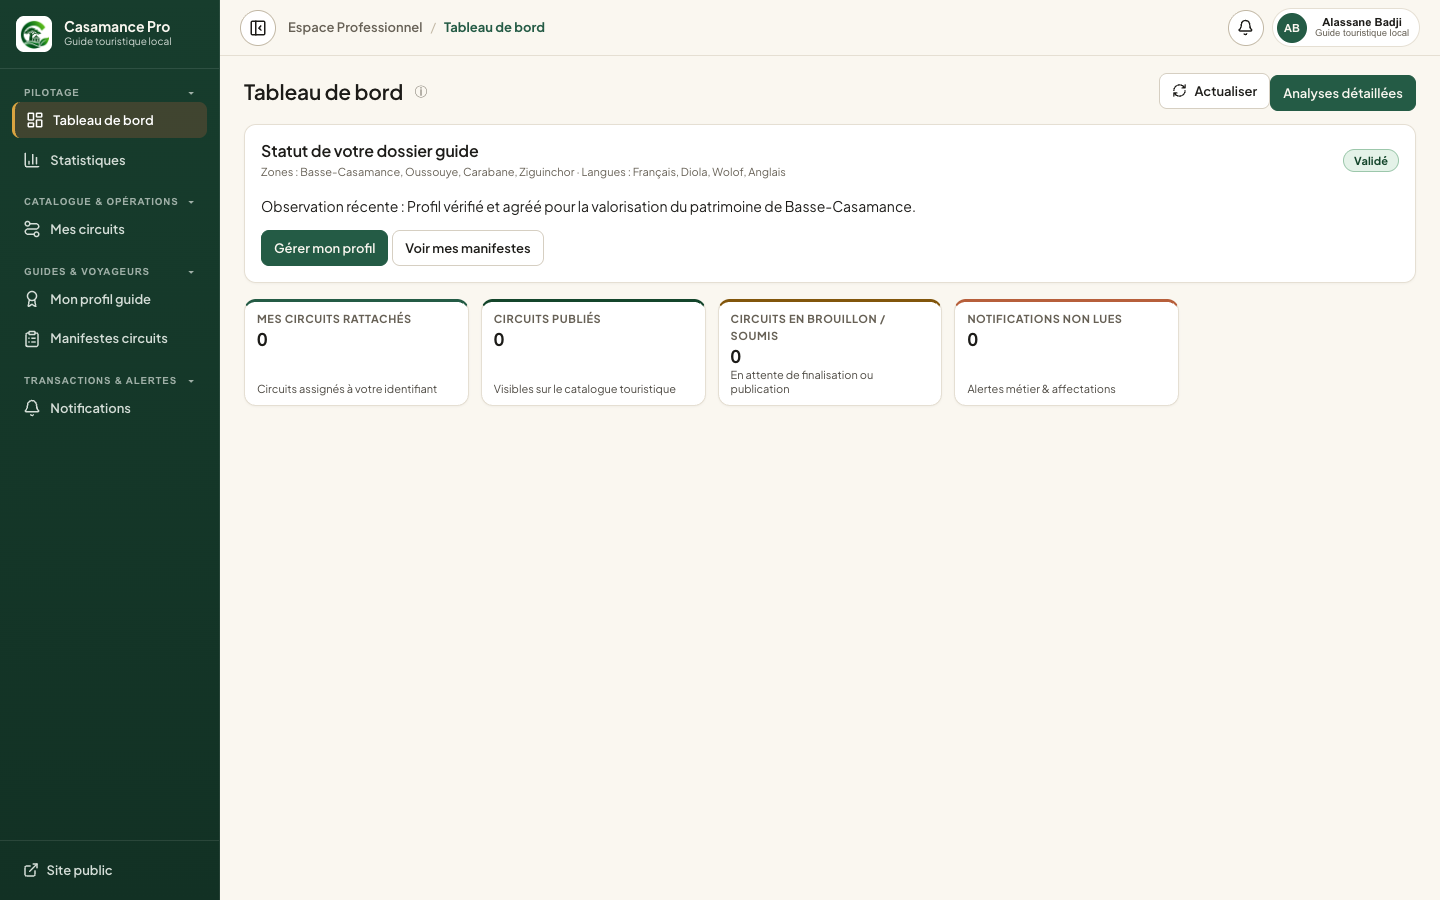 Casamance Pro
Guide touristique local
PILOTAGE
Tableau de bord
Statistiques
CATALOGUE & OPÉRATIONS
Mes circuits
GUIDES & VOYAGEURS
Mon profil guide
Manifestes circuits
TRANSACTIONS & ALERTES
Notifications
Site public
Espace Professionnel / Tableau de bord
AB
Alassane Badji
Guide touristique local
Tableau de bord
Actualiser
Analyses détaillées
Statut de votre dossier guide
Zones : Basse-Casamance, Oussouye, Carabane, Ziguinchor · Langues : Français, Diola, Wolof, Anglais
Validé
Observation récente : Profil vérifié et agréé pour la valorisation du patrimoine de Basse-Casamance.
Gérer mon profil
Voir mes manifestes
MES CIRCUITS RATTACHÉS
0
Circuits assignés à votre identifiant
CIRCUITS PUBLIÉS
0
Visibles sur le catalogue touristique
CIRCUITS EN BROUILLON /
SOUMIS
0
En attente de finalisation ou
publication
NOTIFICATIONS NON LUES
0
Alertes métier & affectations